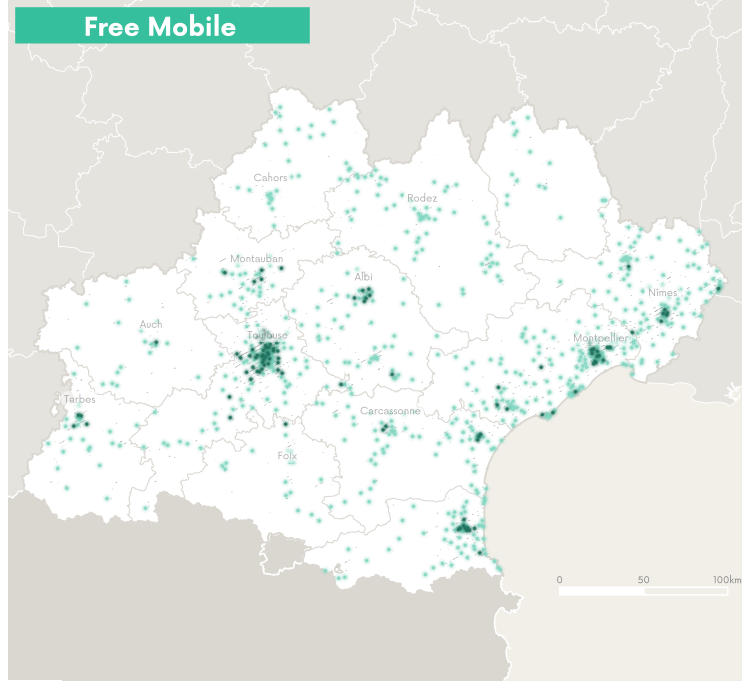 Free Mobile
Cahors
Rodez
Montauban
Albi
Nîmes
Auch
Toulouse
Montpellier
Tarbes
Carcassonne
Foix
0 50 100km